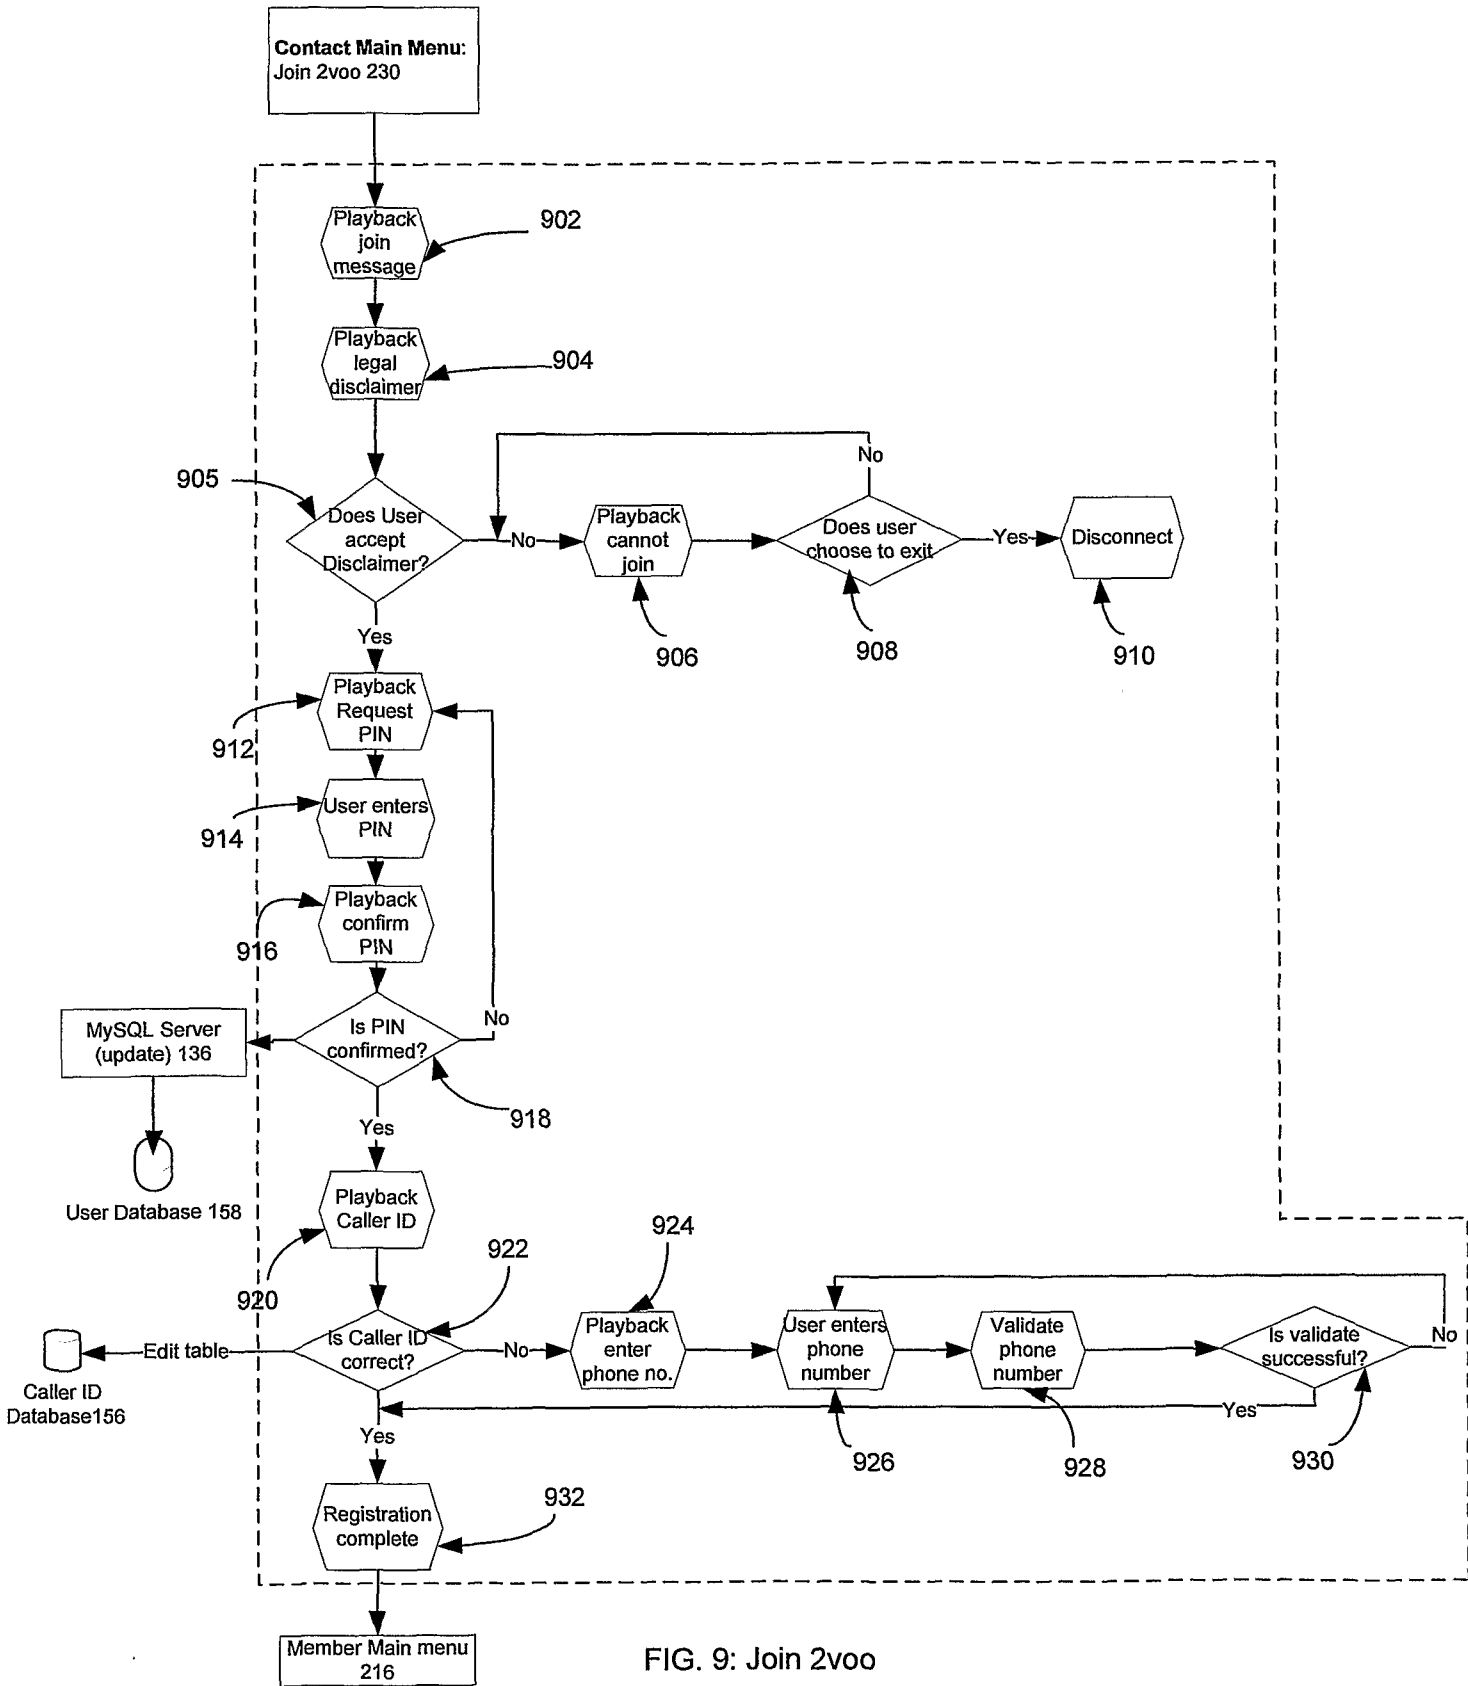 Contact Main Menu:
Join 2voo 230
Playback
join
message
902
Playback
legal
disclaimer
904
905
Does User
accept
Disclaimer?
No
Playback
cannot
join
906
Does user
choose to exit
908
No
Yes
Disconnect
910
Yes
Playback
Request
PIN
912
User enters
PIN
914
Playback
confirm
PIN
916
Is PIN
confirmed?
No
918
MySQL Server
(update) 136
User Database 158
Yes
Playback
Caller ID
920
Is Caller ID
correct?
922
Edit table
Caller ID
Database156
No
Playback
enter
phone no.
924
User enters
phone
number
926
Validate
phone
number
928
Is validate
successful?
930
No
Yes
Yes
Registration
complete
932
Member Main menu
216
FIG. 9: Join 2voo